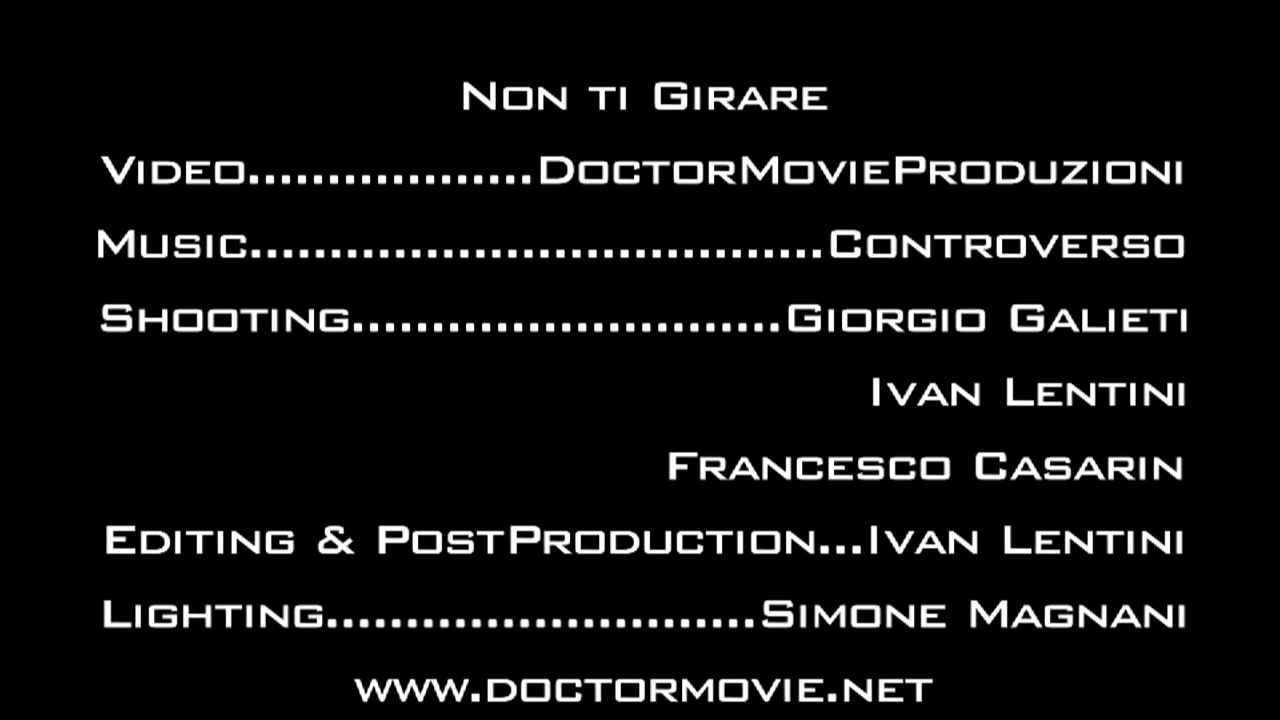 Non ti Girare
Video..................DoctorMovieProduzioni
Music....................................Controverso
Shooting...........................Giorgio Galieti
Ivan Lentini
Francesco Casarin
Editing & PostProduction...Ivan Lentini
Lighting...........................Simone Magnani
www.doctormovie.net